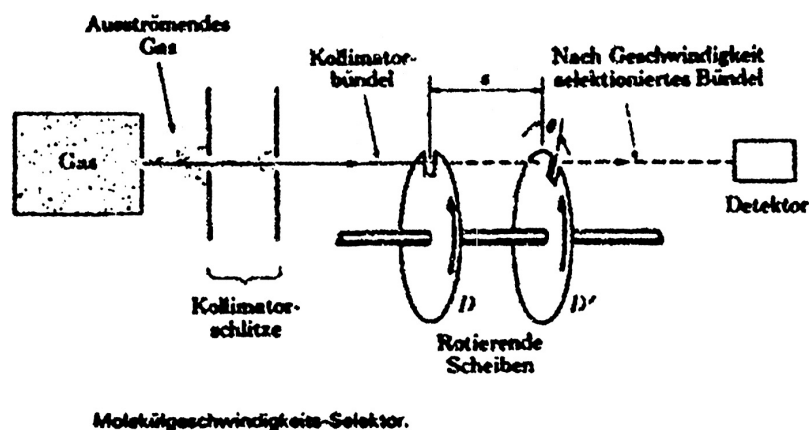 Ausströmendes
Gas
Kollimator-
bündel
s
Nach Geschwindigkeit
selektioniertes Bündel
θ
Gas
Detektor
Kollimator-
schlitze
D
D'
Rotierende
Scheiben
Molekülgeschwindigkeits-Selektor.